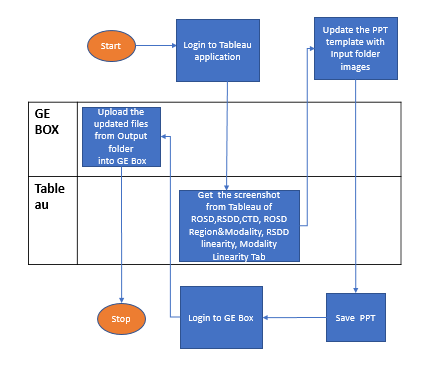 Start
Login to Tableau
application
Update the PPT
template with
Input folder
images
GE
BOX
Upload the
updated files
from Output
folder
into GE Box
Table
au
Get the screenshot
from Tableau of
ROSD,RSDD,CTD, ROSD
Region&Modality, RSDD
linearity, Modality
Linearity Tab
Stop
Login to GE Box
Save PPT